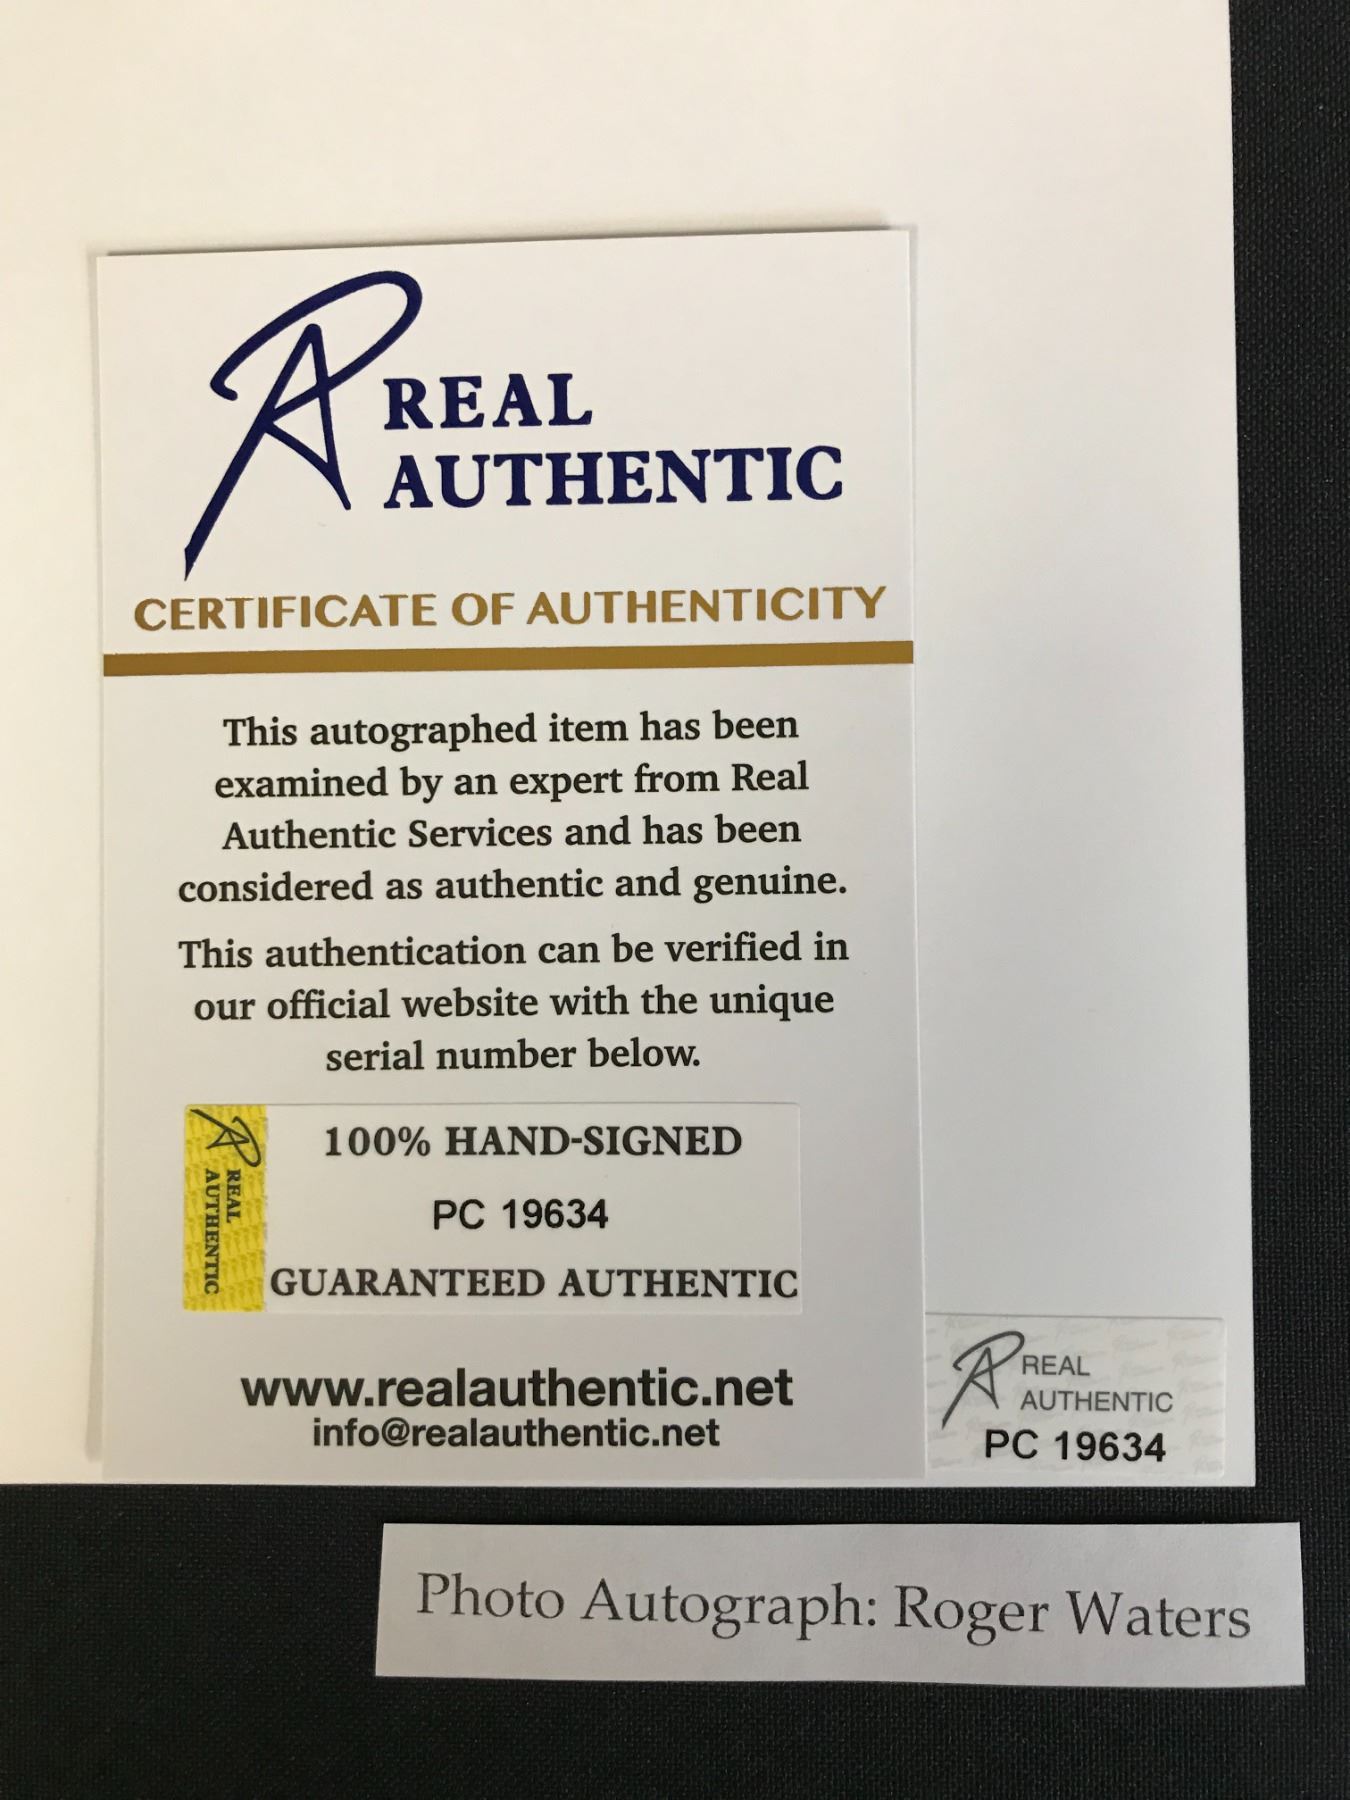 REAL
AUTHENTIC
CERTIFICATE OF AUTHENTICITY
This autographed item has been
examined by an expert from Real
Authentic Services and has been
considered as authentic and genuine.
This authentication can be verified in
our official website with the unique
serial number below.
REAL
AUTHENTIC
100% HAND-SIGNED
PC 19634
GUARANTEED AUTHENTIC
www.realauthentic.net
info@realauthentic.net
REAL
AUTHENTIC
PC 19634
Photo Autograph: Roger Waters